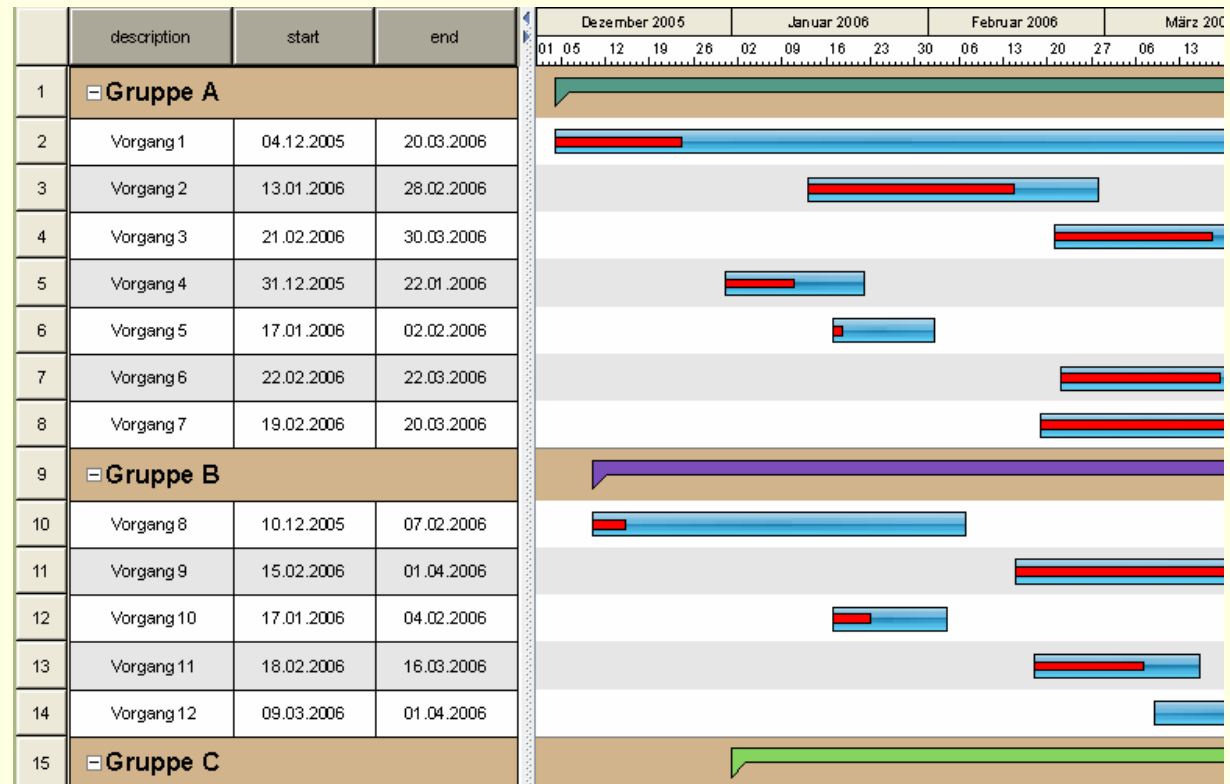 Dezember 2005 Januar 2006 Februar 2006 März 200
description start end
01 05 12 19 26 02 09 16 23 30 06 13 20 27 06 13
1 Gruppe A
2 Vorgang 1 04.12.2005 20.03.2006
3 Vorgang 2 13.01.2006 28.02.2006
4 Vorgang 3 21.02.2006 30.03.2006
5 Vorgang 4 31.12.2005 22.01.2006
6 Vorgang 5 17.01.2006 02.02.2006
7 Vorgang 6 22.02.2006 22.03.2006
8 Vorgang 7 19.02.2006 20.03.2006
9 Gruppe B
10 Vorgang 8 10.12.2005 07.02.2006
11 Vorgang 9 15.02.2006 01.04.2006
12 Vorgang 10 17.01.2006 04.02.2006
13 Vorgang 11 18.02.2006 16.03.2006
14 Vorgang 12 09.03.2006 01.04.2006
15 Gruppe C